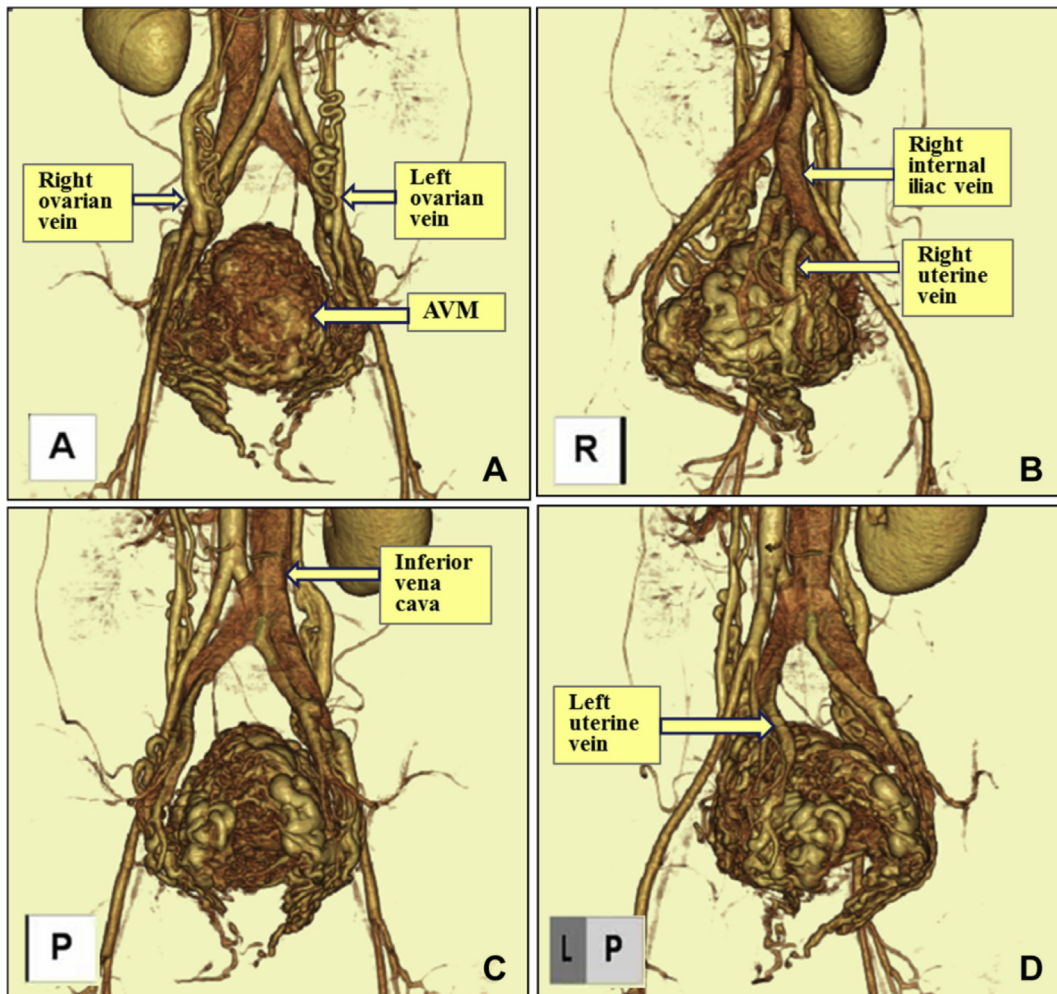 Right
ovarian
vein
Left
ovarian
vein
AVM
A
A
Right
internal
iliac vein
Right
uterine
vein
R
B
Inferior
vena
cava
P
C
Left
uterine
vein
L P
D